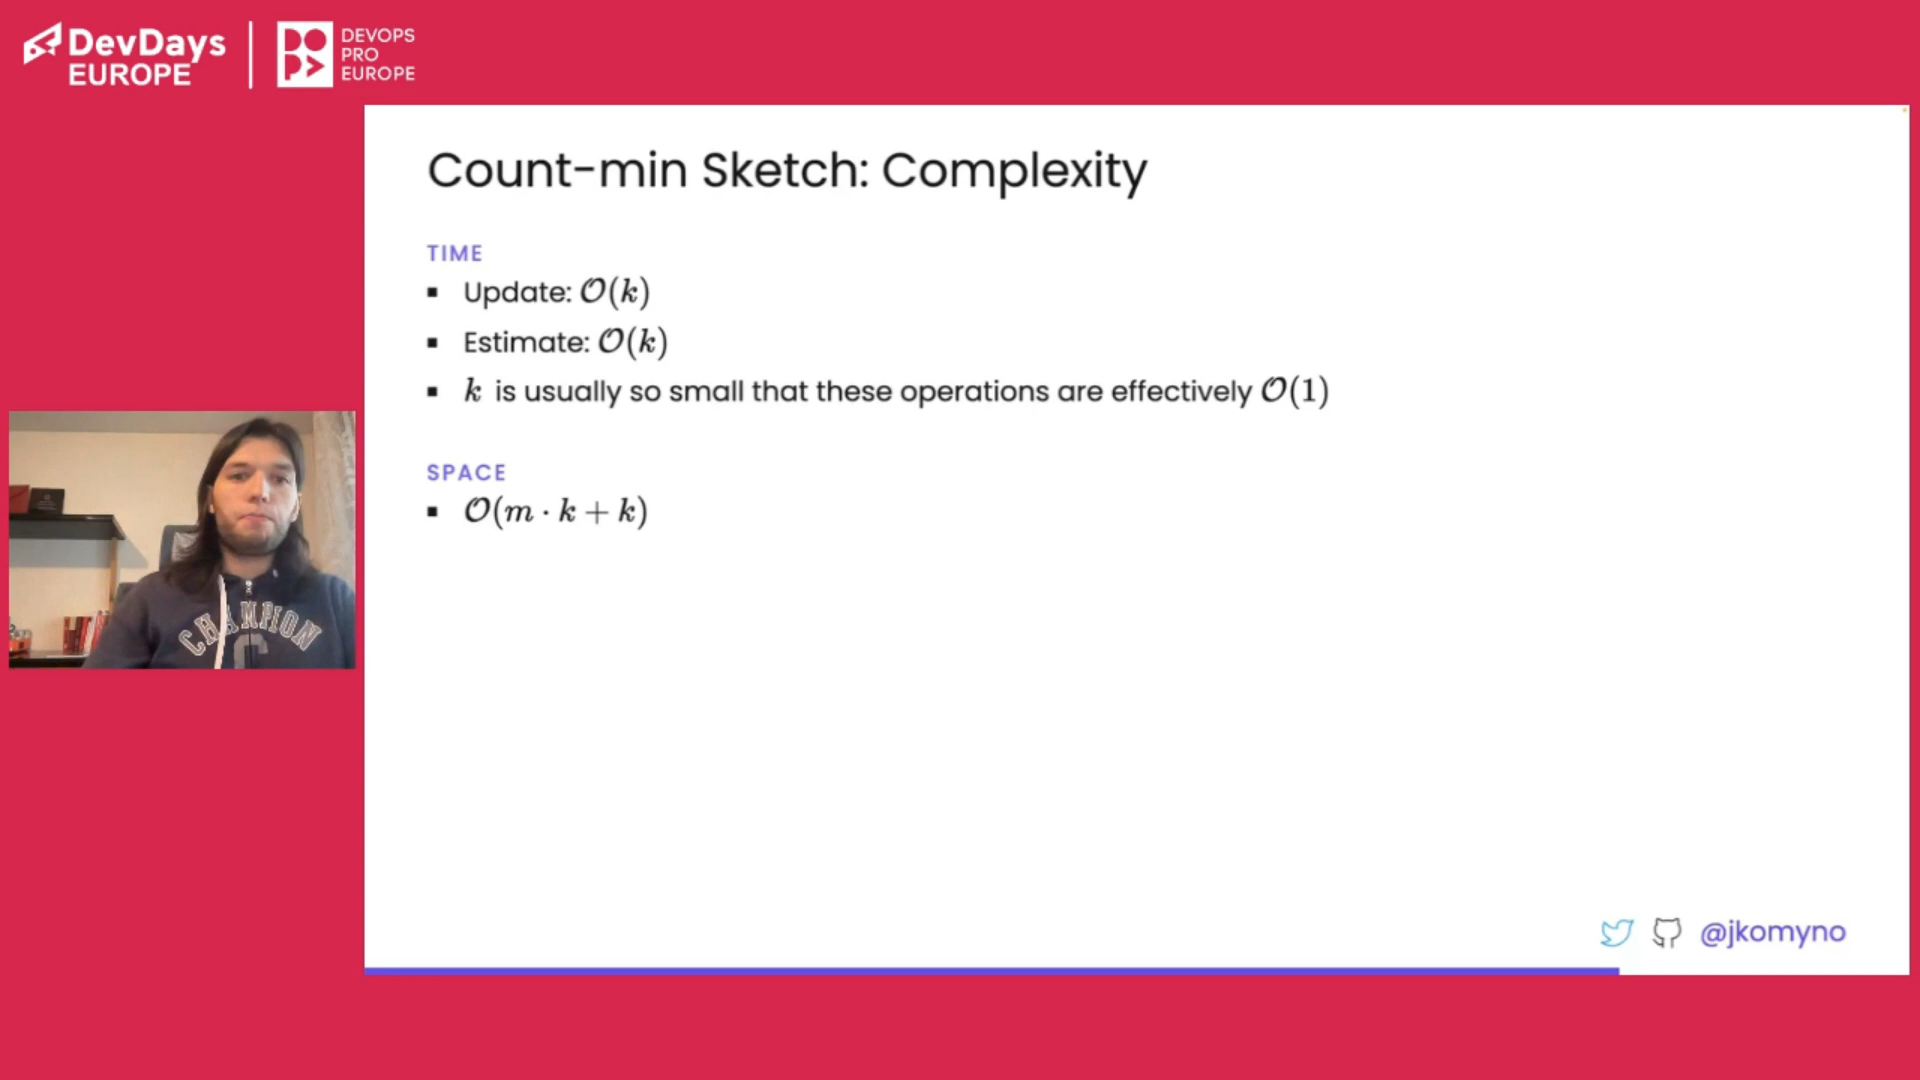 DevDays
EUROPE
DEVOPS
PRO
EUROPE
Count-min Sketch: Complexity
TIME
▪ Update: 𝒪(k)
▪ Estimate: 𝒪(k)
▪ k is usually so small that these operations are effectively 𝒪(1)
SPACE
▪ 𝒪(m · k + k)
CHAMPION
@jkomyno